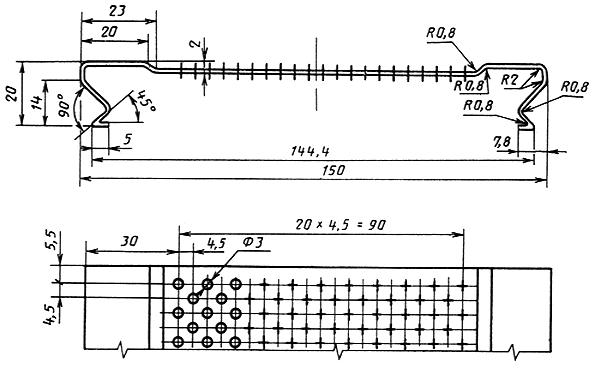 23
20
2
R0,8
R0,8
R2
R0,8
R0,8
20
14
90°
45°
5
144,4
7,8
150
20 × 4,5 = 90
5,5
30
4,5
Ф3
4,5